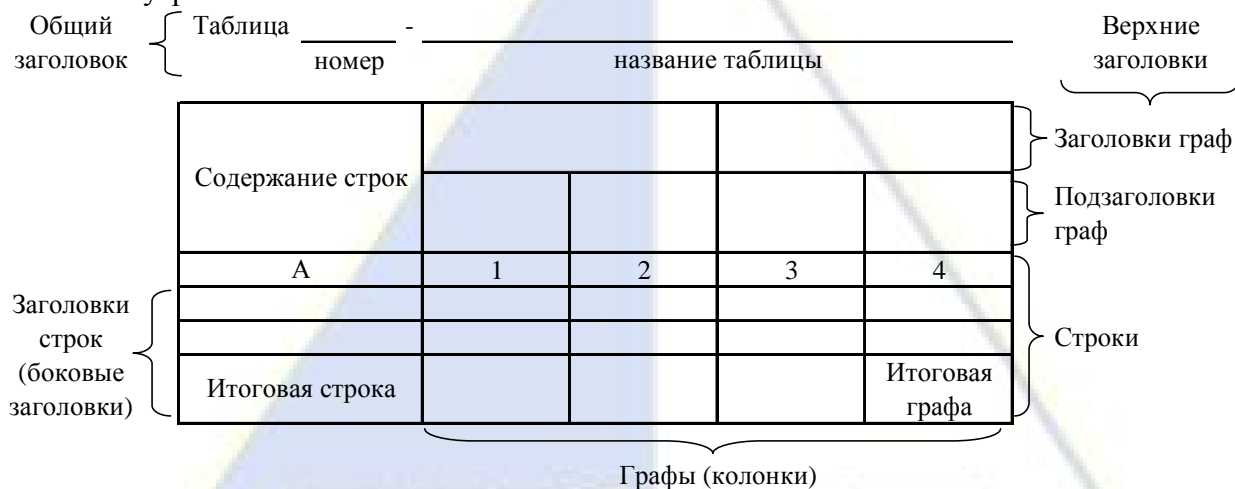 Общий
заголовок
Таблица -
номер
название таблицы
Верхние
заголовки
Содержание строк
Заголовки граф
Подзаголовки
граф
А 1 2 3 4
Заголовки
строк
(боковые
заголовки)
Строки
Итоговая строка
Итоговая
графа
Графы (колонки)